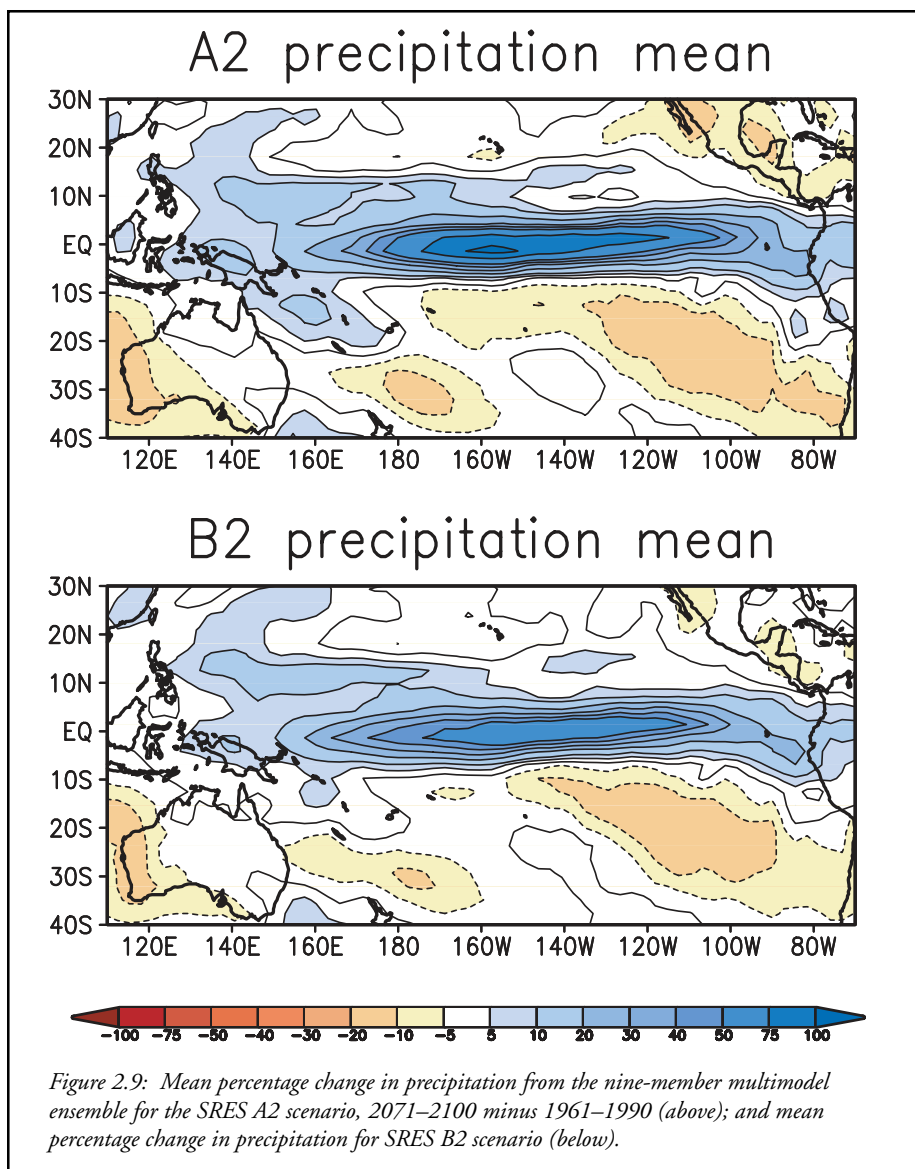 A2 precipitation mean
30N
20N
10N
EQ
10S
20S
30S
40S
120E 140E 160E 180 160W 140W 120W 100W 80W
B2 precipitation mean
30N
20N
10N
EQ
10S
20S
30S
40S
120E 140E 160E 180 160W 140W 120W 100W 80W
-100 -75 -50 -40 -30 -20 -10 -5 5 10 20 30 40 50 75 100
Figure 2.9: Mean percentage change in precipitation from the nine-member multimodel
ensemble for the SRES A2 scenario, 2071–2100 minus 1961–1990 (above); and mean
percentage change in precipitation for SRES B2 scenario (below).